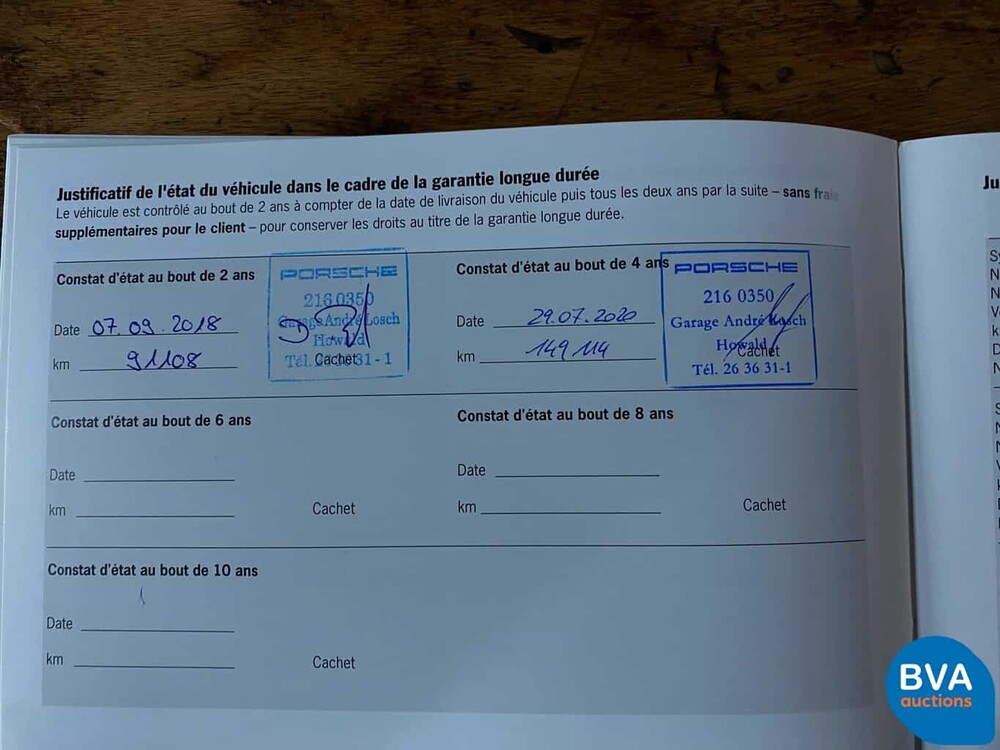 Justificatif de l'état du véhicule dans le cadre de la garantie longue durée
Le véhicule est contrôlé au bout de 2 ans à compter de la date de livraison du véhicule puis tous les deux ans par la suite – sans frais
supplémentaires pour le client – pour conserver les droits au titre de la garantie longue durée.
Constat d'état au bout de 2 ans
Date 07.09.2018
km 91108
PORSCHE
216 0350
Garage André Losch
Howald
Cachet
Tél. 26 36 31-1
Constat d'état au bout de 4 ans
Date 29.07.2020
km 149 114
PORSCHE
216 0350
Garage André Losch
Howald
Cachet
Tél. 26 36 31-1
Constat d'état au bout de 6 ans
Date
km
Cachet
Constat d'état au bout de 8 ans
Date
km
Cachet
Constat d'état au bout de 10 ans
Date
km
Cachet
Ju
BVA
auctions